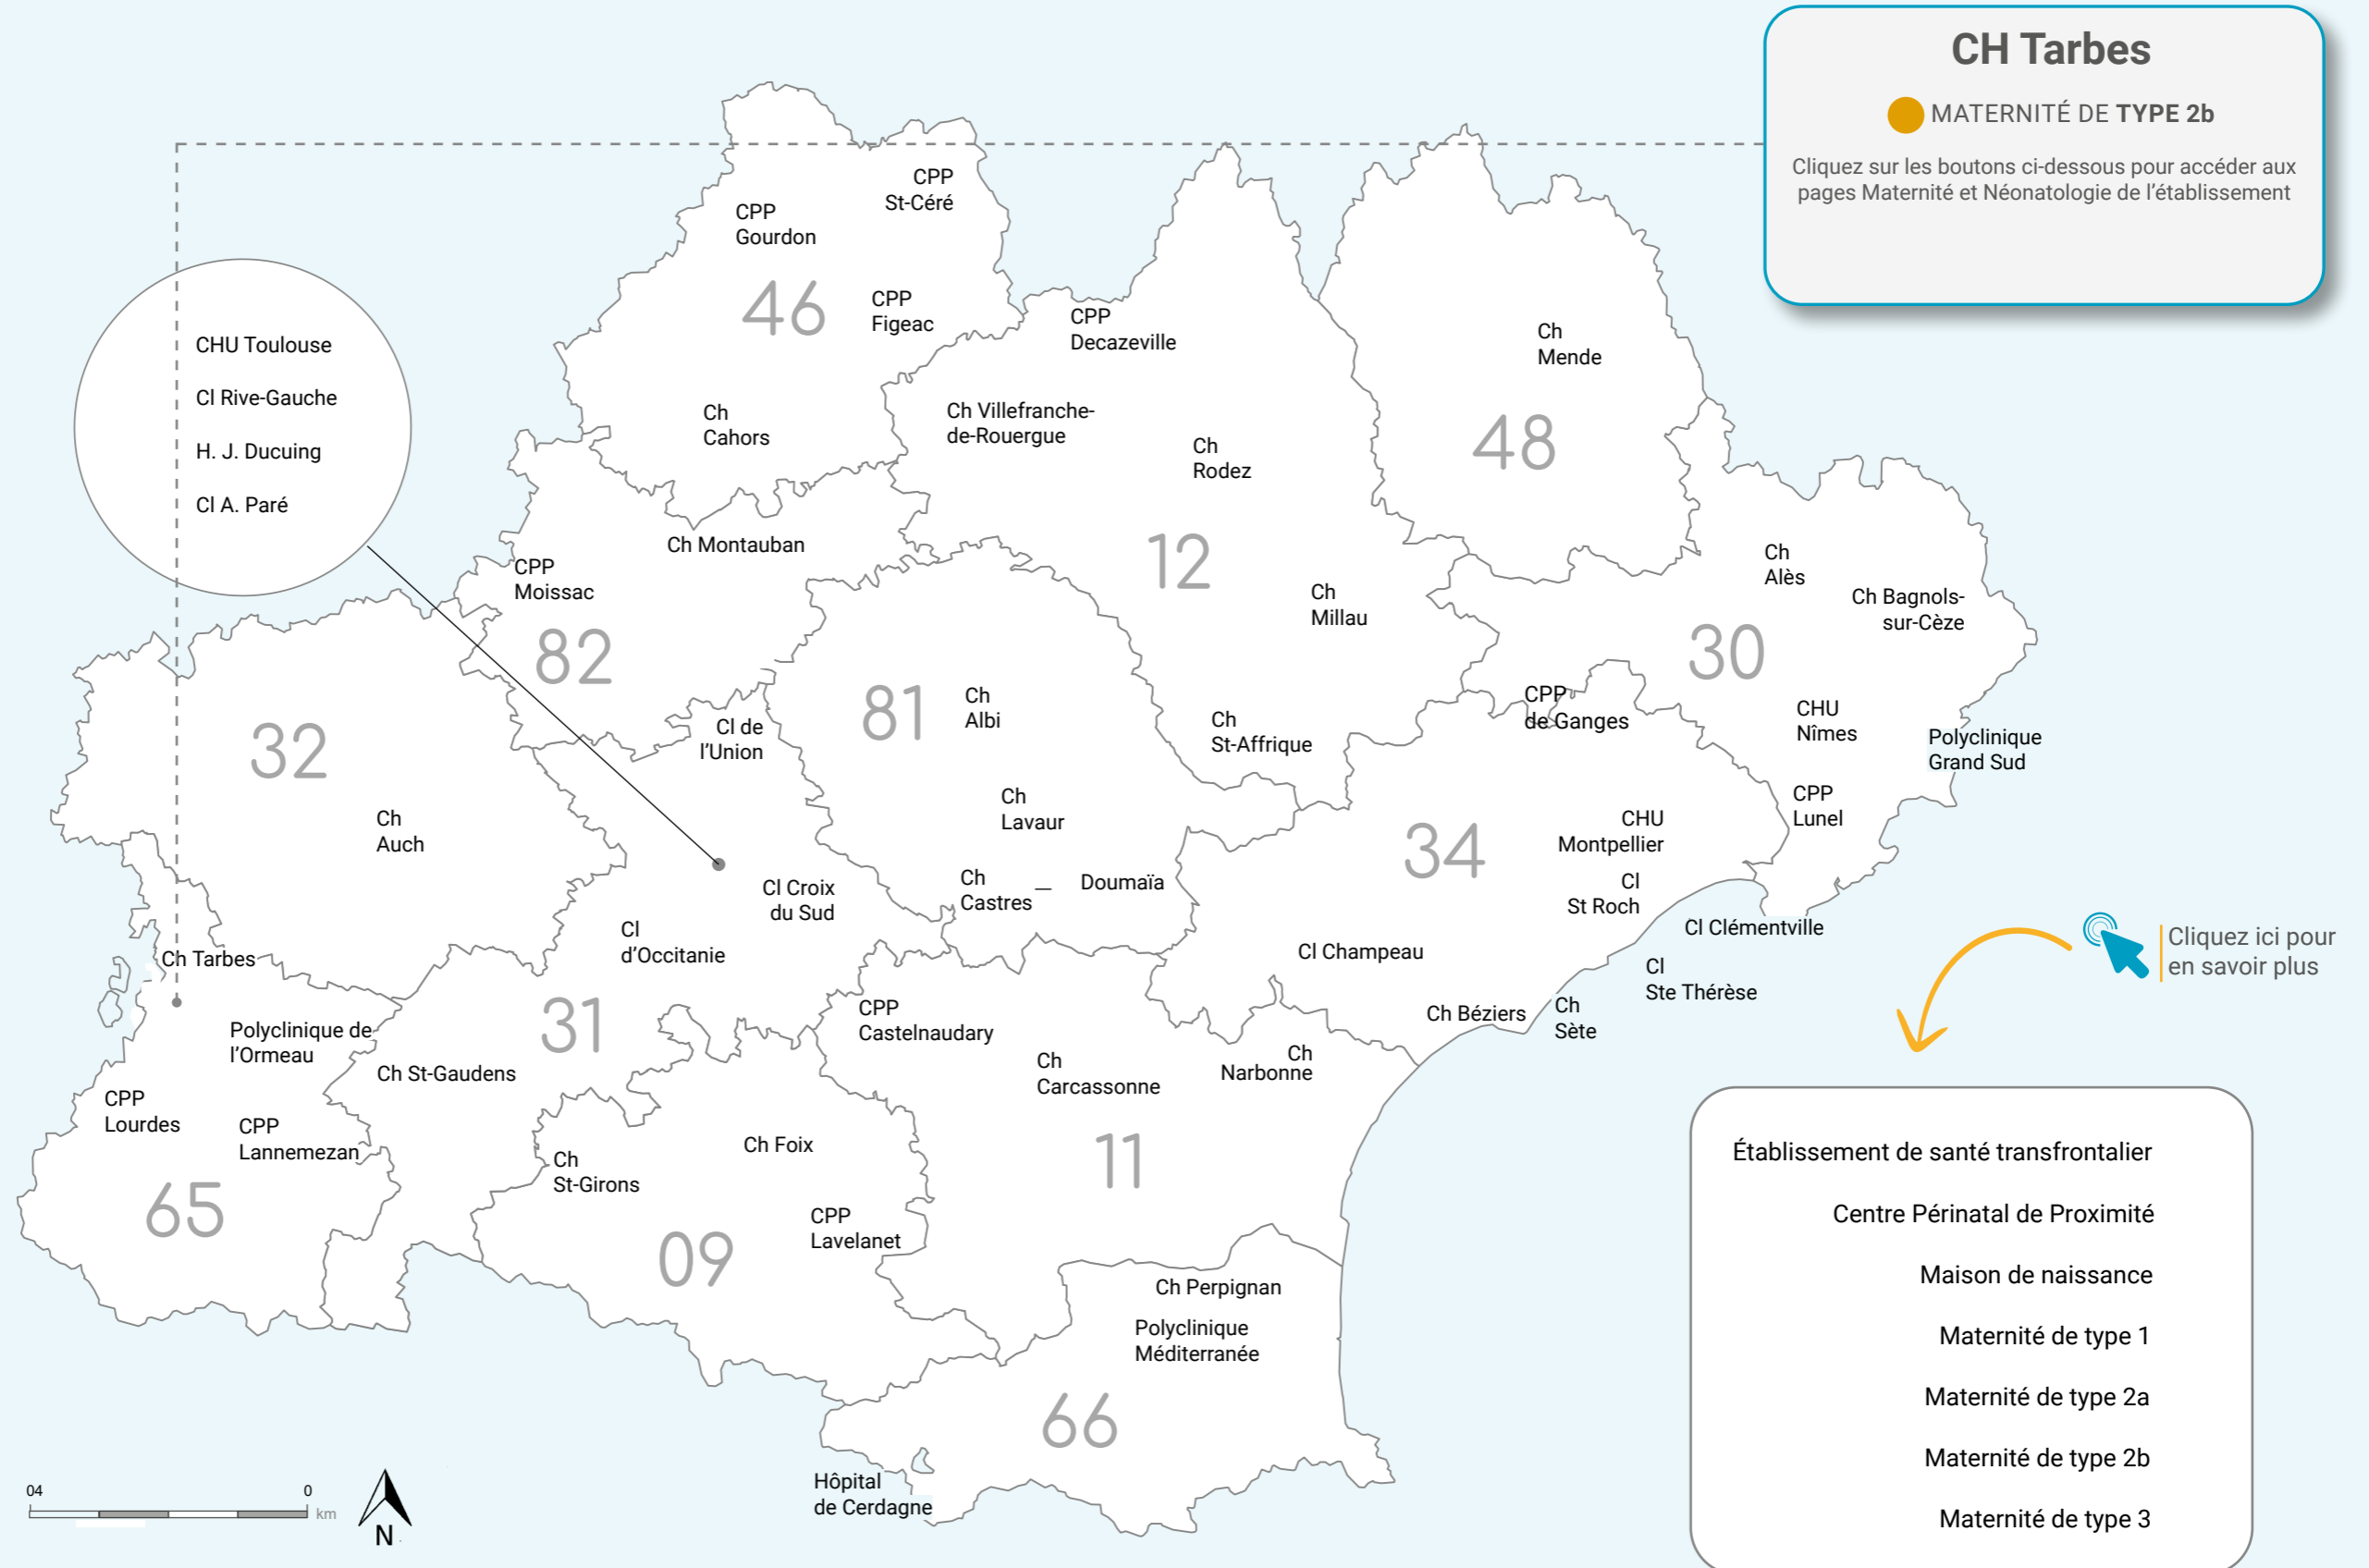 CH Tarbes
MATERNITÉ DE TYPE 2b
Cliquez sur les boutons ci-dessous pour accéder aux
pages Maternité et Néonatologie de l'établissement
CHU Toulouse
Cl Rive-Gauche
H. J. Ducuing
Cl A. Paré
CPP
St-Céré
CPP
Gourdon
46
CPP
Figeac
Ch
Cahors
CPP
Decazeville
Ch Villefranche-
de-Rouergue
Ch
Rodez
12
Ch
Millau
Ch
St-Affrique
Ch
Mende
48
Ch
Alès
Ch Bagnols-
sur-Cèze
30
CHU
Nîmes
Polyclinique
Grand Sud
CPP
Lunel
Ch Montauban
CPP
Moissac
82
32
Ch
Auch
Cl de
l'Union
81
Ch
Albi
Ch
Lavaur
Ch
Castres
_ Doumaïa
CPP
de Ganges
34
CHU
Montpellier
Cl
St Roch
Cl Clémentville
Cl Champeau
Cl
Ste Thérèse
Ch Béziers
Ch
Sète
Cl Croix
du Sud
Cl
d'Occitanie
31
Ch St-Gaudens
Ch Tarbes
Polyclinique de
l'Ormeau
CPP
Lourdes
CPP
Lannemezan
65
Ch
St-Girons
Ch Foix
CPP
Lavelanet
09
CPP
Castelnaudary
Ch
Carcassonne
Ch
Narbonne
11
Ch Perpignan
Polyclinique
Méditerranée
66
Hôpital
de Cerdagne
Cliquez ici pour
en savoir plus
Établissement de santé transfrontalier
Centre Périnatal de Proximité
Maison de naissance
Maternité de type 1
Maternité de type 2a
Maternité de type 2b
Maternité de type 3
04 0
km
N